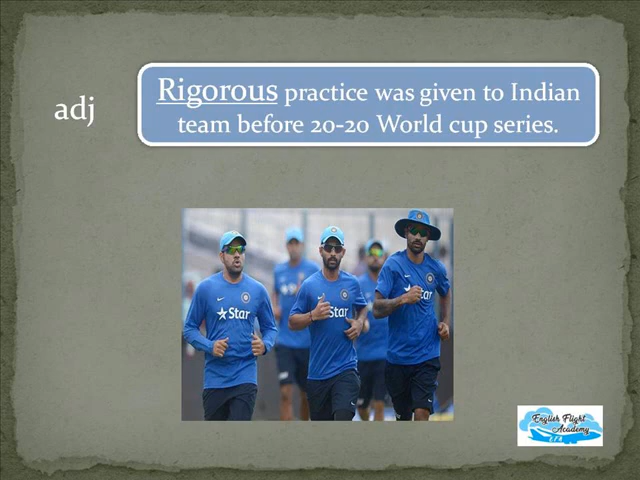 adj
Rigorous practice was given to Indian
team before 20-20 World cup series.
Star
Star
Star
English Flight
Academy
E.F.A